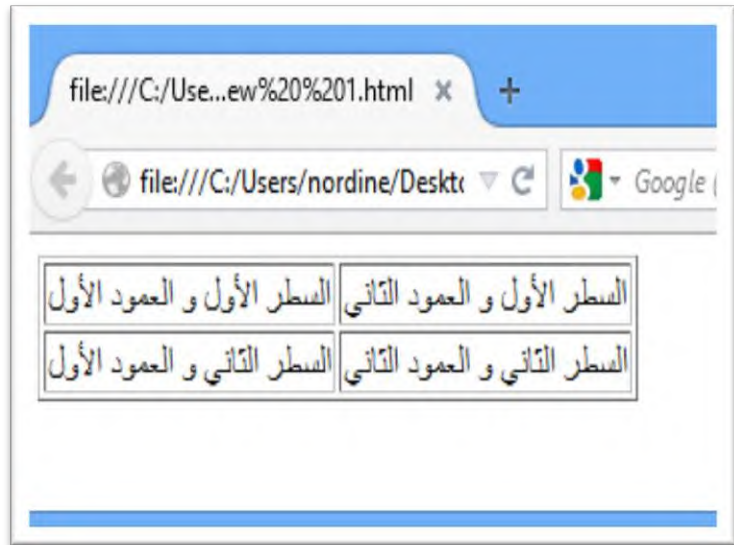 file:///C:/Use...ew%20%201.html
file:///C:/Users/nordine/Deskto
Google
السطر الأول و العمود الأول
السطر الأول و العمود الثاني
السطر الثاني و العمود الأول
السطر الثاني و العمود الثاني